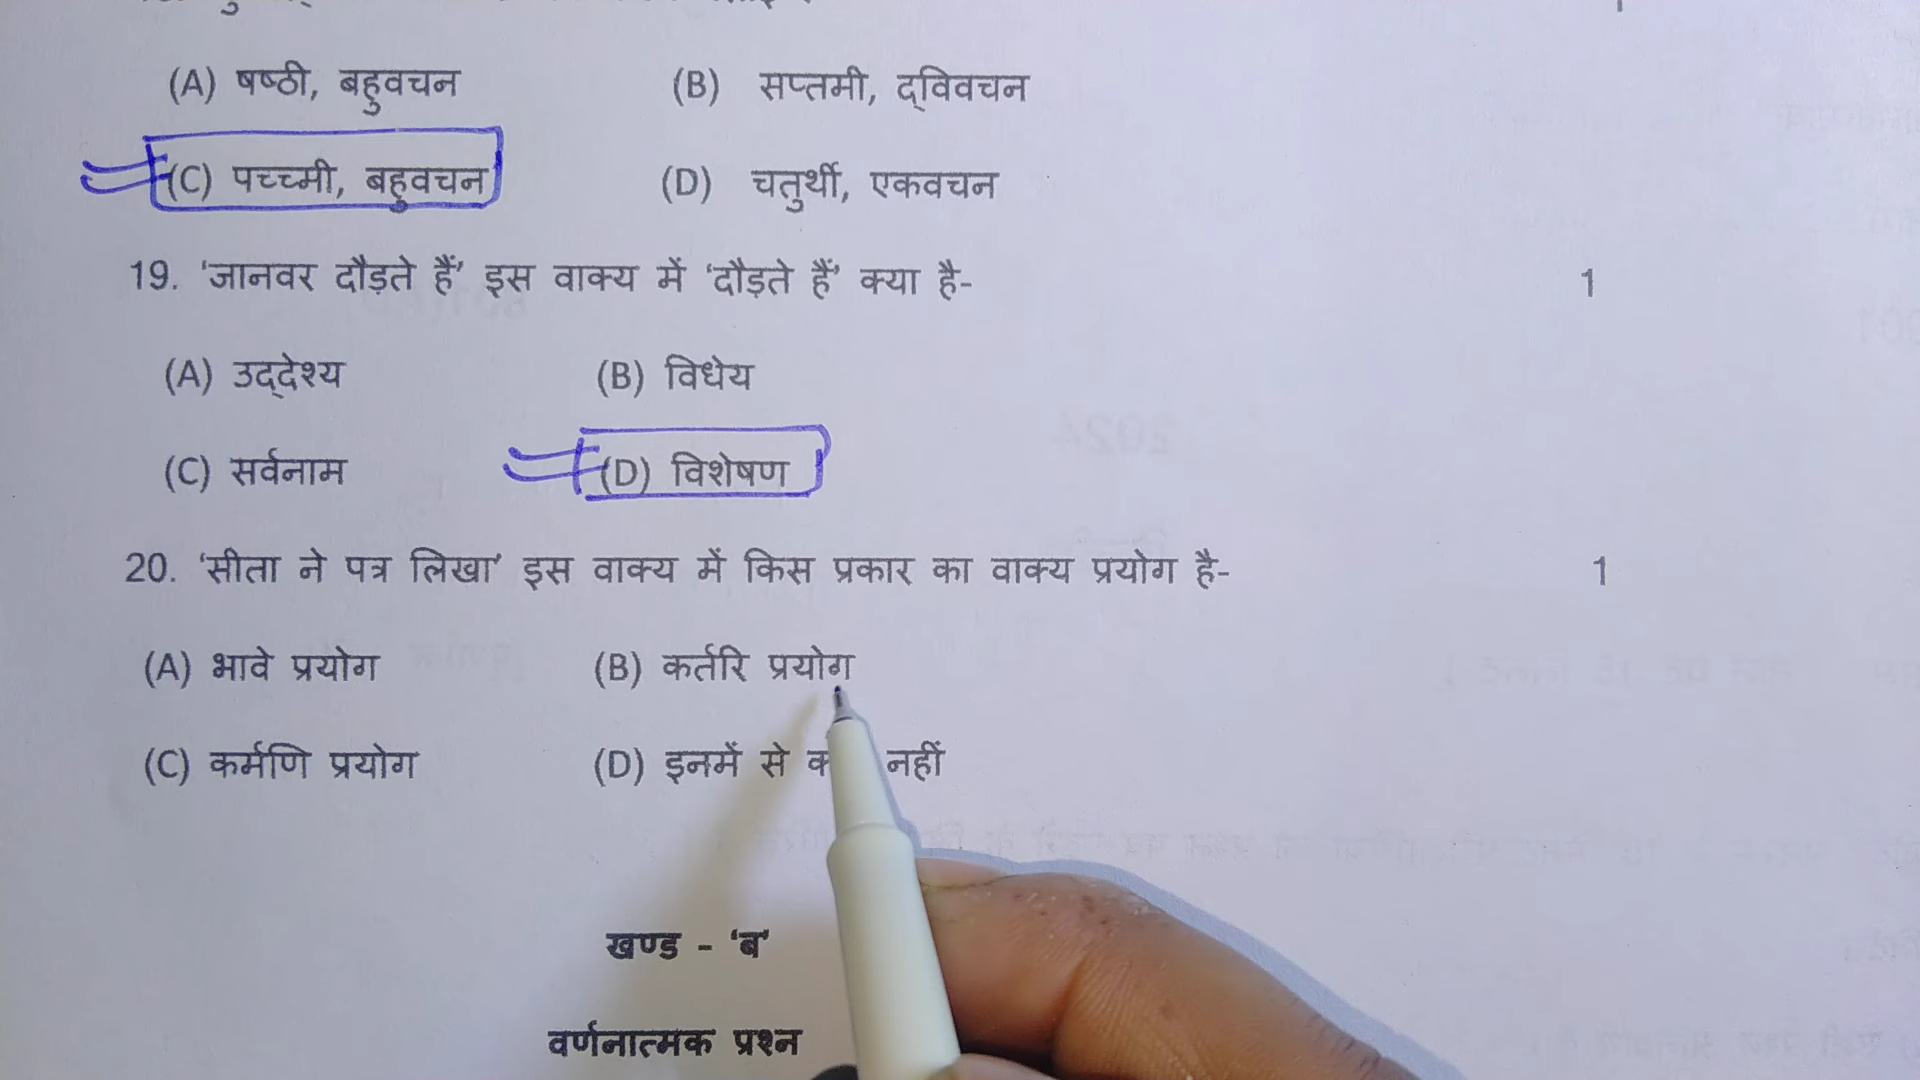 (A) षष्ठी, बहुवचन (B) सप्तमी, द्‌विवचन
(C) पच्च्मी, बहुवचन (D) चतुर्थी, एकवचन
19. 'जानवर दौड़ते हैं' इस वाक्य में 'दौड़ते हैं' क्या है- 1
(A) उद्‌देश्य (B) विधेय
(C) सर्वनाम (D) विशेषण
20. 'सीता ने पत्र लिखा' इस वाक्य में किस प्रकार का वाक्य प्रयोग है- 1
(A) भावे प्रयोग (B) कर्तरि प्रयोग
(C) कर्मणि प्रयोग (D) इनमें से नहीं
खण्ड - 'ब'
वर्णनात्मक प्रश्न